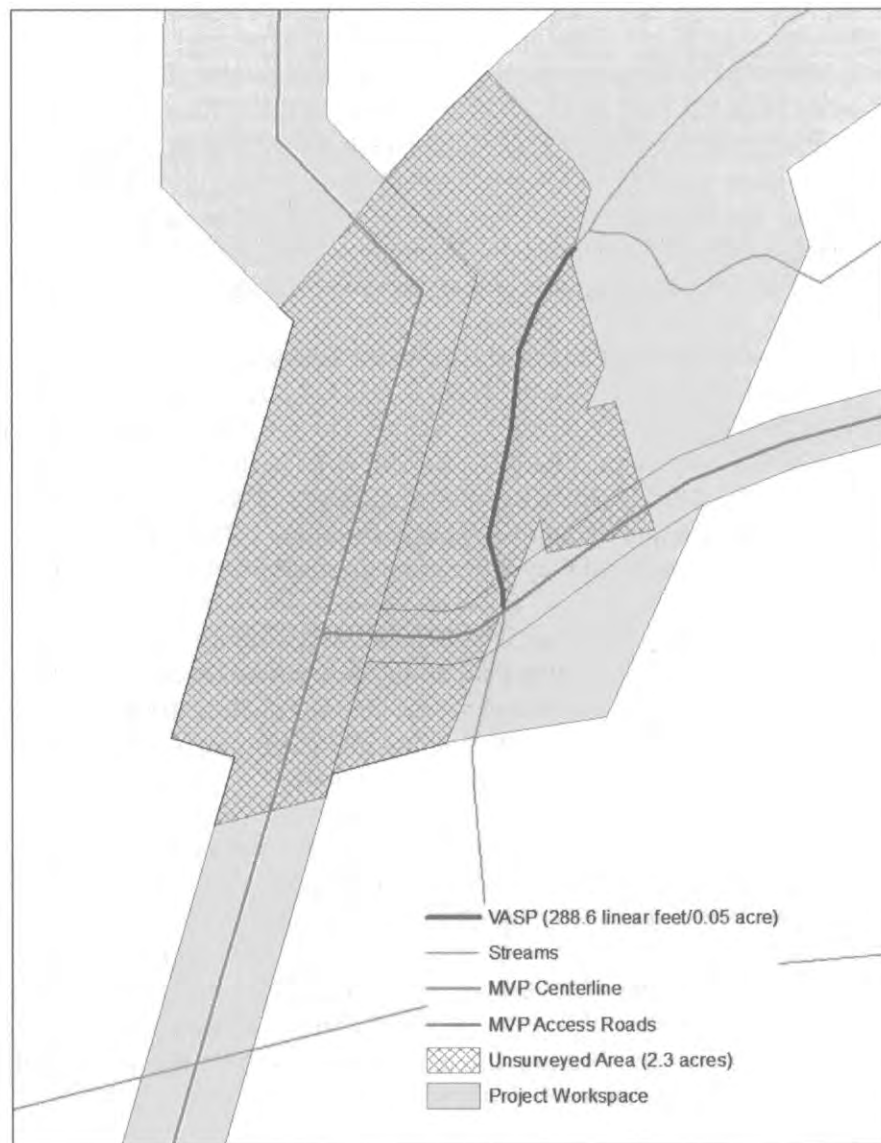 VASP (288.6 linear feet/0.05 acre)
Streams
MVP Centerline
MVP Access Roads
Unsurveyed Area (2.3 acres)
Project Workspace